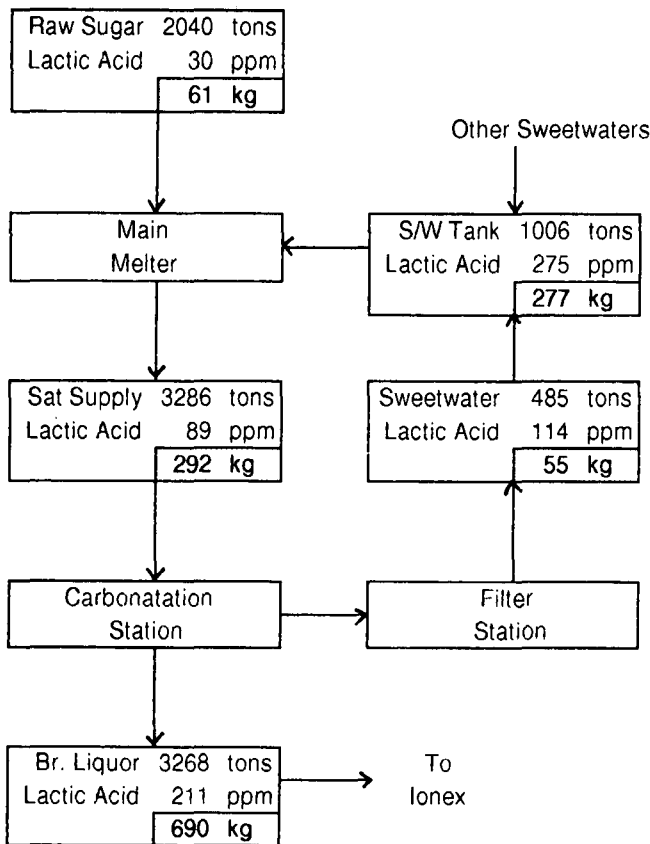 Raw Sugar 2040 tons
Lactic Acid 30 ppm
61 kg
Other Sweetwaters
Main
Melter
S/W Tank 1006 tons
Lactic Acid 275 ppm
277 kg
Sat Supply 3286 tons
Lactic Acid 89 ppm
292 kg
Sweetwater 485 tons
Lactic Acid 114 ppm
55 kg
Carbonatation
Station
Filter
Station
Br. Liquor 3268 tons
Lactic Acid 211 ppm
690 kg
To
Ionex